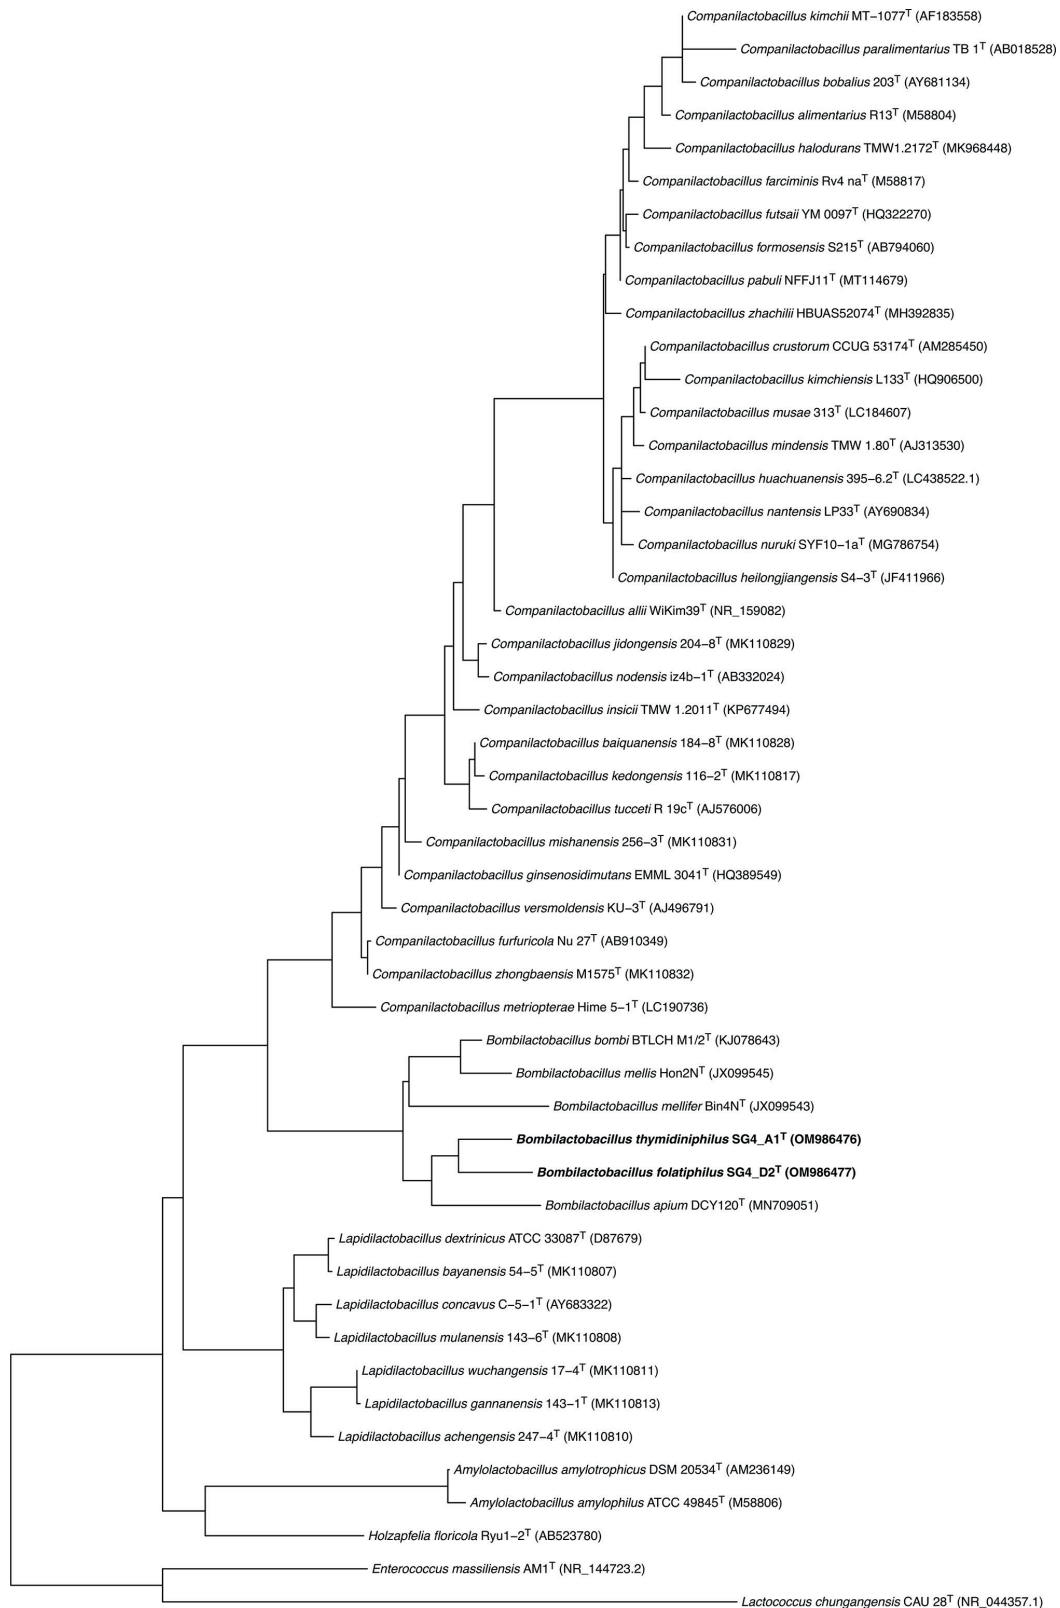 Companilactobacillus kimchii MT−1077T (AF183558)
Companilactobacillus paralimentarius TB 1T (AB018528)
Companilactobacillus bobalius 203T (AY681134)
Companilactobacillus alimentarius R13T (M58804)
Companilactobacillus halodurans TMW1.2172T (MK968448)
Companilactobacillus farciminis Rv4 naT (M58817)
Companilactobacillus futsaii YM 0097T (HQ322270)
Companilactobacillus formosensis S215T (AB794060)
Companilactobacillus pabuli NFFJ11T (MT114679)
Companilactobacillus zhachilii HBUAS52074T (MH392835)
Companilactobacillus crustorum CCUG 53174T (AM285450)
Companilactobacillus kimchiensis L133T (HQ906500)
Companilactobacillus musae 313T (LC184607)
Companilactobacillus mindensis TMW 1.80T (AJ313530)
Companilactobacillus huachuanensis 395−6.2T (LC438522.1)
Companilactobacillus nantensis LP33T (AY690834)
Companilactobacillus nuruki SYF10−1aT (MG786754)
Companilactobacillus heilongjiangensis S4−3T (JF411966)
Companilactobacillus allii WiKim39T (NR_159082)
Companilactobacillus jidongensis 204−8T (MK110829)
Companilactobacillus nodensis iz4b−1T (AB332024)
Companilactobacillus insicii TMW 1.2011T (KP677494)
Companilactobacillus baiquanensis 184−8T (MK110828)
Companilactobacillus kedongensis 116−2T (MK110817)
Companilactobacillus tucceti R 19cT (AJ576006)
Companilactobacillus mishanensis 256−3T (MK110831)
Companilactobacillus ginsenosidimutans EMML 3041T (HQ389549)
Companilactobacillus versmoldensis KU−3T (AJ496791)
Companilactobacillus furfuricola Nu 27T (AB910349)
Companilactobacillus zhongbaensis M1575T (MK110832)
Companilactobacillus metriopterae Hime 5−1T (LC190736)
Bombilactobacillus bombi BTLCH M1/2T (KJ078643)
Bombilactobacillus mellis Hon2NT (JX099545)
Bombilactobacillus mellifer Bin4NT (JX099543)
Bombilactobacillus thymidiniphilus SG4_A1T (OM986476)
Bombilactobacillus folatiphilus SG4_D2T (OM986477)
Bombilactobacillus apium DCY120T (MN709051)
Lapidilactobacillus dextrinicus ATCC 33087T (D87679)
Lapidilactobacillus bayanensis 54−5T (MK110807)
Lapidilactobacillus concavus C−5−1T (AY683322)
Lapidilactobacillus mulanensis 143−6T (MK110808)
Lapidilactobacillus wuchangensis 17−4T (MK110811)
Lapidilactobacillus gannanensis 143−1T (MK110813)
Lapidilactobacillus achengensis 247−4T (MK110810)
Amylolactobacillus amylotrophicus DSM 20534T (AM236149)
Amylolactobacillus amylophilus ATCC 49845T (M58806)
Holzapfelia floricola Ryu1−2T (AB523780)
Enterococcus massiliensis AM1T (NR_144723.2)
Lactococcus chungangensis CAU 28T (NR_044357.1)